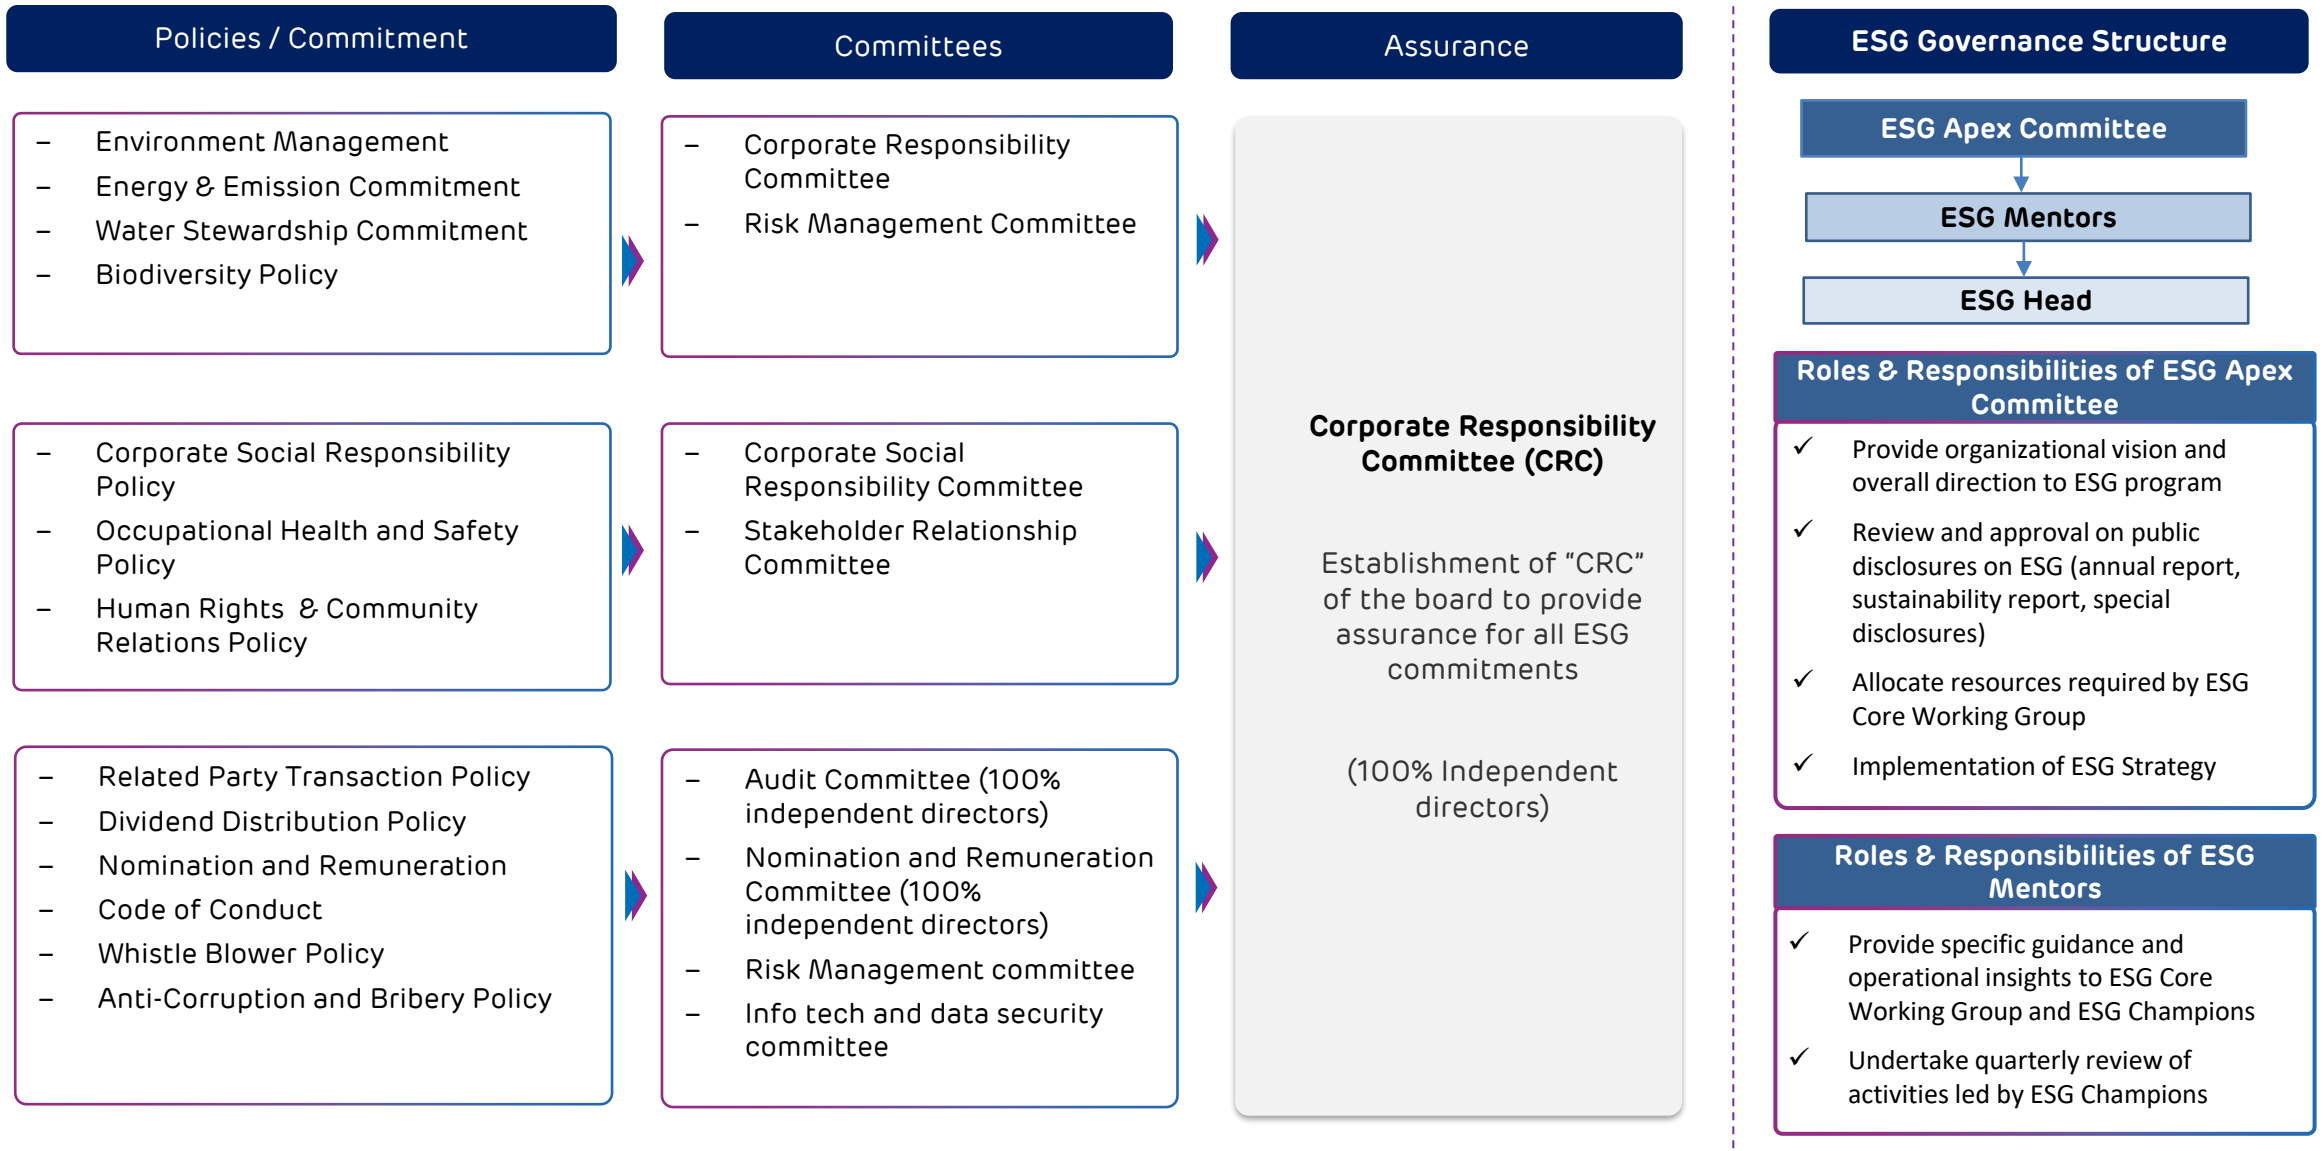 Policies / Commitment
– Environment Management
– Energy & Emission Commitment
– Water Stewardship Commitment
– Biodiversity Policy
– Corporate Social Responsibility
Policy
– Occupational Health and Safety
Policy
– Human Rights & Community
Relations Policy
– Related Party Transaction Policy
– Dividend Distribution Policy
– Nomination and Remuneration
– Code of Conduct
– Whistle Blower Policy
– Anti-Corruption and Bribery Policy
Committees
– Corporate Responsibility
Committee
– Risk Management Committee
– Corporate Social
Responsibility Committee
– Stakeholder Relationship
Committee
– Audit Committee (100%
independent directors)
– Nomination and Remuneration
Committee (100%
independent directors)
– Risk Management committee
– Info tech and data security
committee
Assurance
Corporate Responsibility
Committee (CRC)
Establishment of “CRC”
of the board to provide
assurance for all ESG
commitments
(100% Independent
directors)
ESG Governance Structure
ESG Apex Committee
ESG Mentors
ESG Head
Roles & Responsibilities of ESG Apex
Committee
✓ Provide organizational vision and
overall direction to ESG program
✓ Review and approval on public
disclosures on ESG (annual report,
sustainability report, special
disclosures)
✓ Allocate resources required by ESG
Core Working Group
✓ Implementation of ESG Strategy
Roles & Responsibilities of ESG
Mentors
✓ Provide specific guidance and
operational insights to ESG Core
Working Group and ESG Champions
✓ Undertake quarterly review of
activities led by ESG Champions